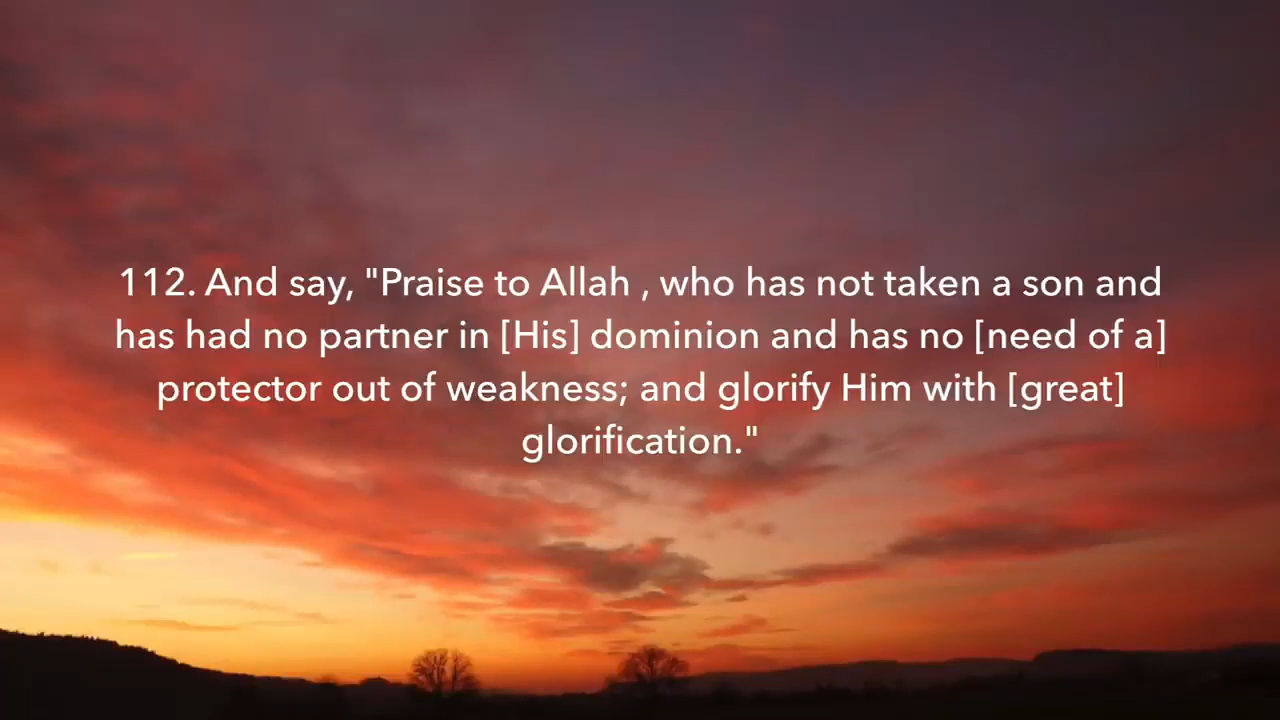 112. And say, "Praise to Allah , who has not taken a son and
has had no partner in [His] dominion and has no [need of a]
protector out of weakness; and glorify Him with [great]
glorification."